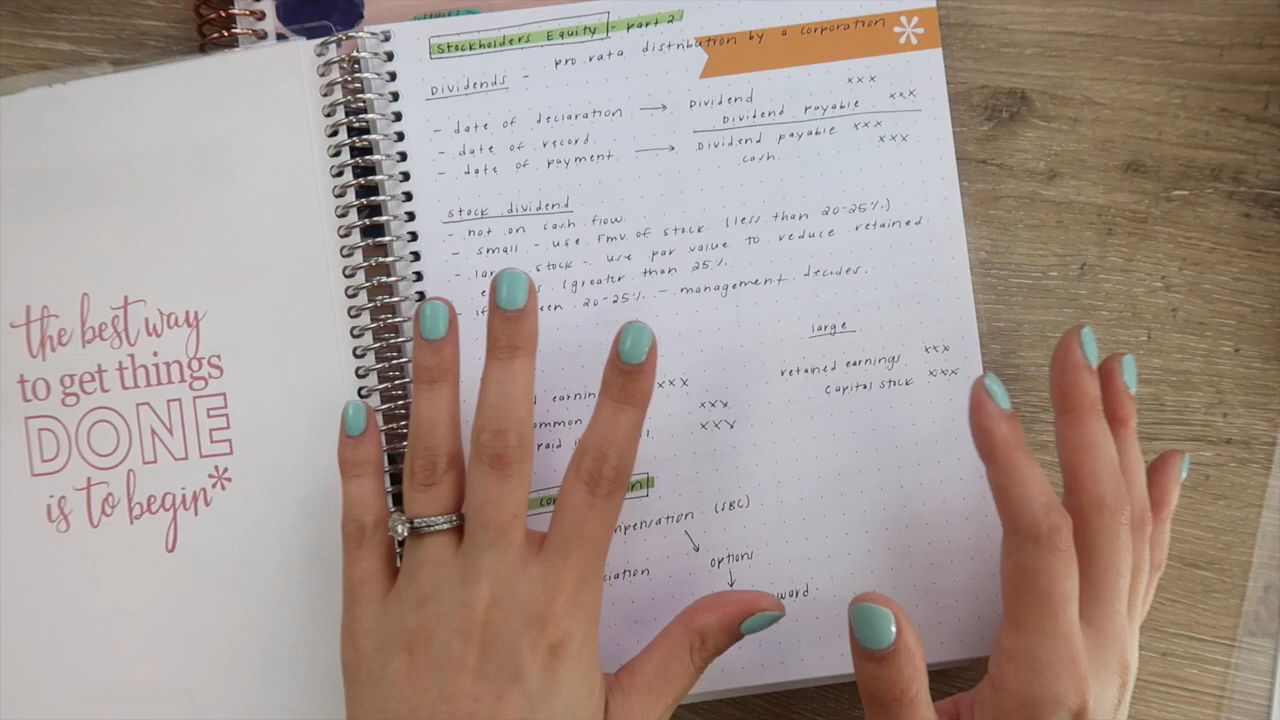 the best way
to get things
DONE
is to begin*
Stockholders Equity - part 2
Dividends - pro rata distribution by a corporation
- date of declaration → Dividend xxx
Dividend payable xxx
- date of record
- date of payment → Dividend payable xxx
cash xxx
Stock dividend
- not on cash flow.
- small - use Fmv of stock (less than 20-25%)
- stock - use par value to reduce retained
(greater than 25%
- 20-25% - management decides.
large
retained earnings xxx
capital stock xxx
xxx
xxx
xxx
(SBC)
options